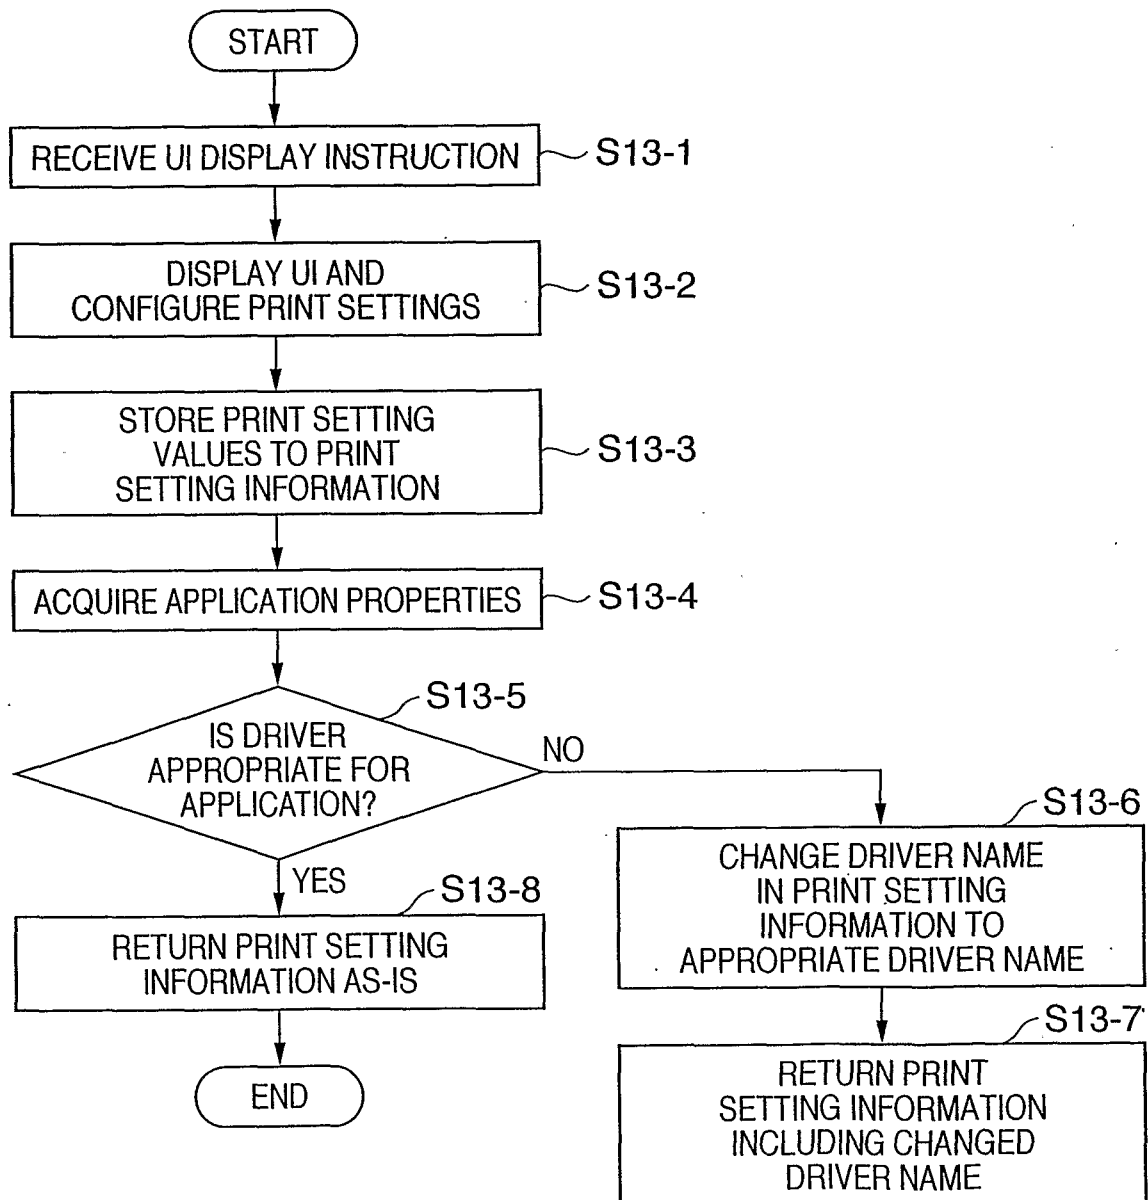 START
RECEIVE UI DISPLAY INSTRUCTION
S13-1
DISPLAY UI AND
CONFIGURE PRINT SETTINGS
S13-2
STORE PRINT SETTING
VALUES TO PRINT
SETTING INFORMATION
S13-3
ACQUIRE APPLICATION PROPERTIES
S13-4
S13-5
IS DRIVER
APPROPRIATE FOR
APPLICATION?
NO
YES
S13-6
CHANGE DRIVER NAME
IN PRINT SETTING
INFORMATION TO
APPROPRIATE DRIVER NAME
S13-8
RETURN PRINT SETTING
INFORMATION AS-IS
END
S13-7
RETURN PRINT
SETTING INFORMATION
INCLUDING CHANGED
DRIVER NAME